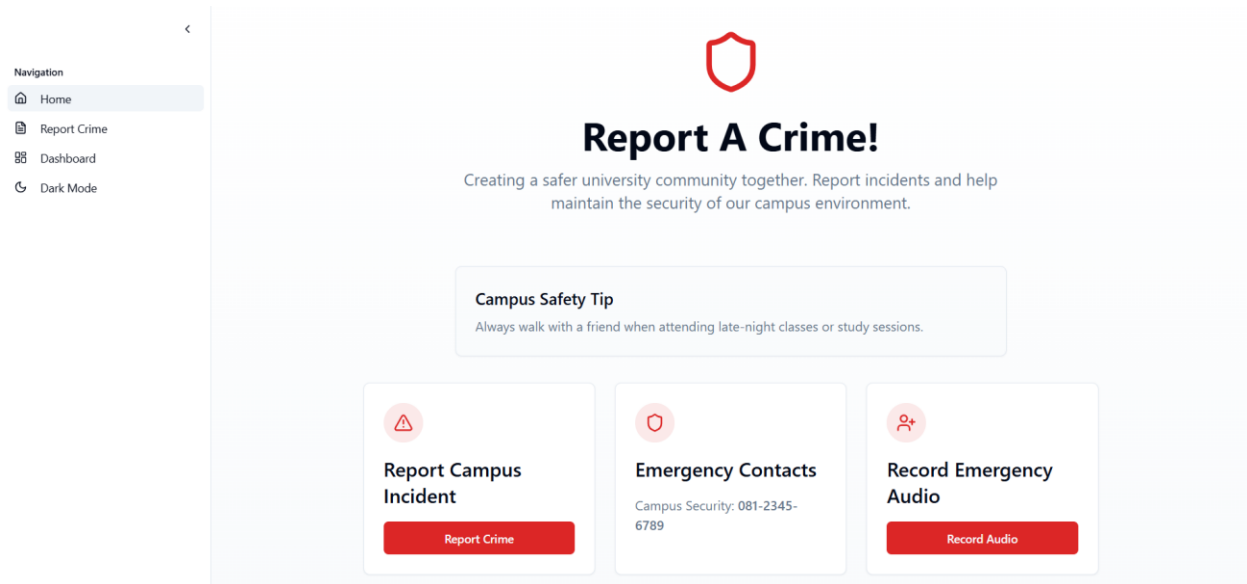 Navigation
Home
Report Crime
Dashboard
Dark Mode
Report A Crime!
Creating a safer university community together. Report incidents and help
maintain the security of our campus environment.
Campus Safety Tip
Always walk with a friend when attending late-night classes or study sessions.
Report Campus
Incident
Report Crime
Emergency Contacts
Campus Security: 081-2345-
6789
Record Emergency
Audio
Record Audio